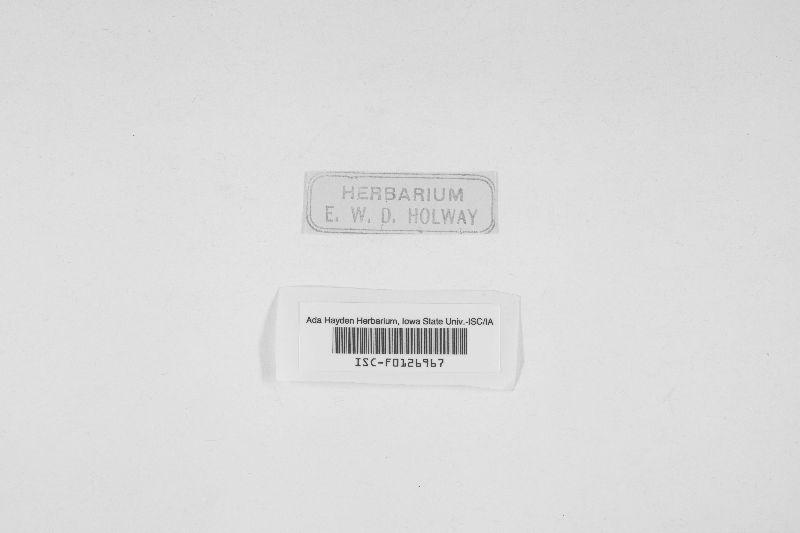 HERBARIUM
E. W. D. HOLWAY
Ada Hayden Herbarium, Iowa State Univ.-ISC/IA
ISC-F0126967